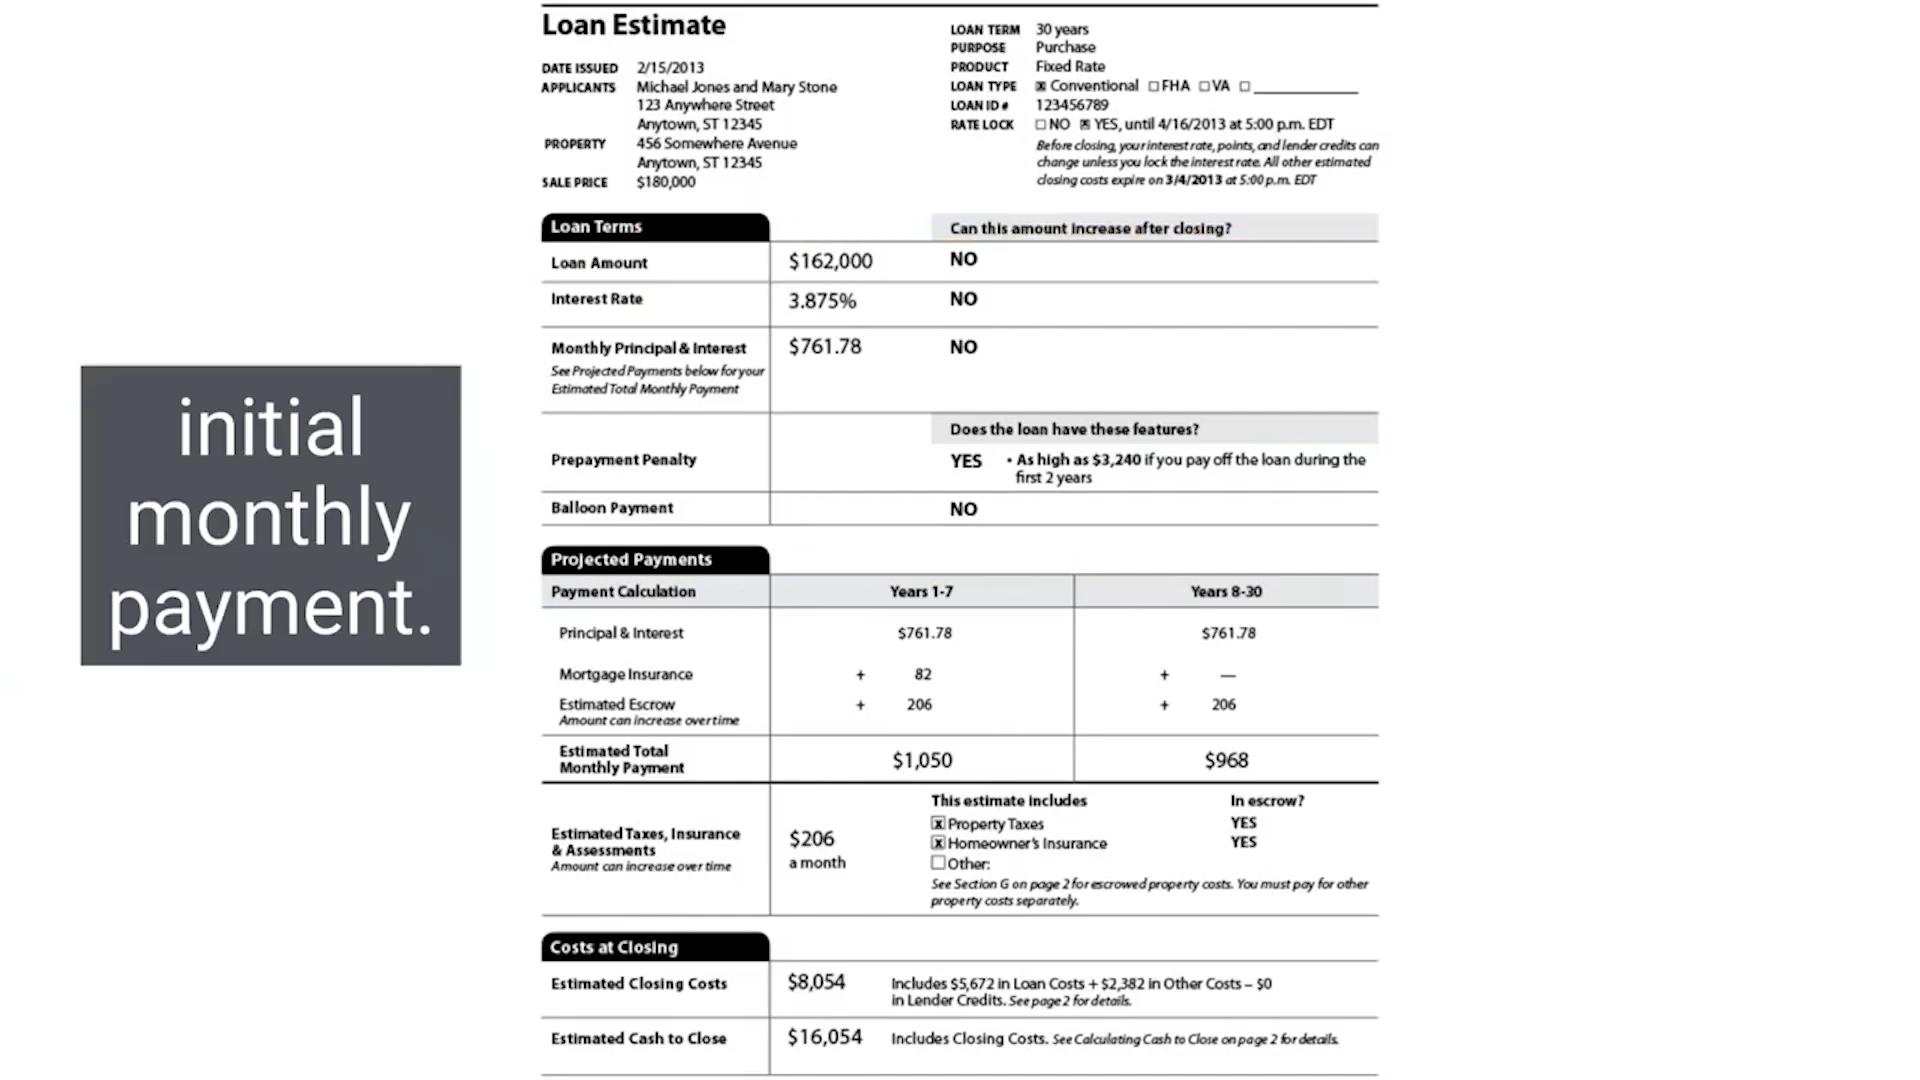 initial
monthly
payment.
Loan Estimate
DATE ISSUED 2/15/2013
APPLICANTS Michael Jones and Mary Stone
123 Anywhere Street
Anytown, ST 12345
PROPERTY 456 Somewhere Avenue
Anytown, ST 12345
SALE PRICE $180,000
LOAN TERM 30 years
PURPOSE Purchase
PRODUCT Fixed Rate
LOAN TYPE ☒ Conventional ☐ FHA ☐ VA ☐ ____________
LOAN ID # 123456789
RATE LOCK ☐ NO ☒ YES, until 4/16/2013 at 5:00 p.m. EDT
Before closing, your interest rate, points, and lender credits can
change unless you lock the interest rate. All other estimated
closing costs expire on 3/4/2013 at 5:00 p.m. EDT
Loan Terms Can this amount increase after closing?
Loan Amount $162,000 NO
Interest Rate 3.875% NO
Monthly Principal & Interest $761.78 NO
See Projected Payments below for your
Estimated Total Monthly Payment
Does the loan have these features?
Prepayment Penalty YES • As high as $3,240 if you pay off the loan during the
first 2 years
Balloon Payment NO
Projected Payments
Payment Calculation Years 1-7 Years 8-30
Principal & Interest $761.78 $761.78
Mortgage Insurance + 82 + —
Estimated Escrow + 206 + 206
Amount can increase over time
Estimated Total
Monthly Payment $1,050 $968
This estimate includes In escrow?
☒ Property Taxes YES
☒ Homeowner's Insurance YES
☐ Other:
See Section G on page 2 for escrowed property costs. You must pay for other
property costs separately.
Estimated Taxes, Insurance
& Assessments
Amount can increase over time
$206
a month
Costs at Closing
Estimated Closing Costs $8,054 Includes $5,672 in Loan Costs + $2,382 in Other Costs – $0
in Lender Credits. See page 2 for details.
Estimated Cash to Close $16,054 Includes Closing Costs. See Calculating Cash to Close on page 2 for details.